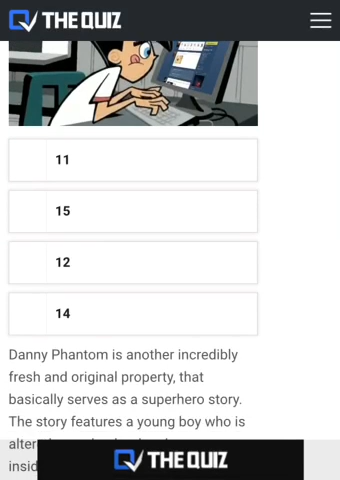 THE QUIZ
11
15
12
14
Danny Phantom is another incredibly
fresh and original property, that
basically serves as a superhero story.
The story features a young boy who is
THE QUIZ